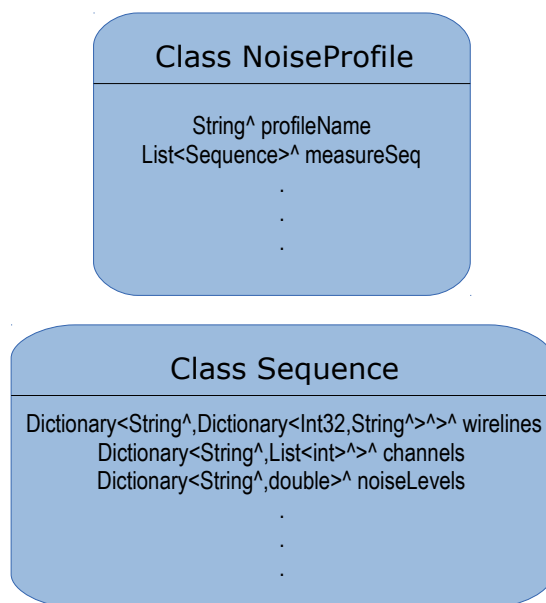 Class NoiseProfile
String^ profileName
List<Sequence>^ measureSeq
.
.
.
Class Sequence
Dictionary<String^,Dictionary<Int32,String^>^>^ wirelines
Dictionary<String^,List<int>^>^ channels
Dictionary<String^,double>^ noiseLevels
.
.
.